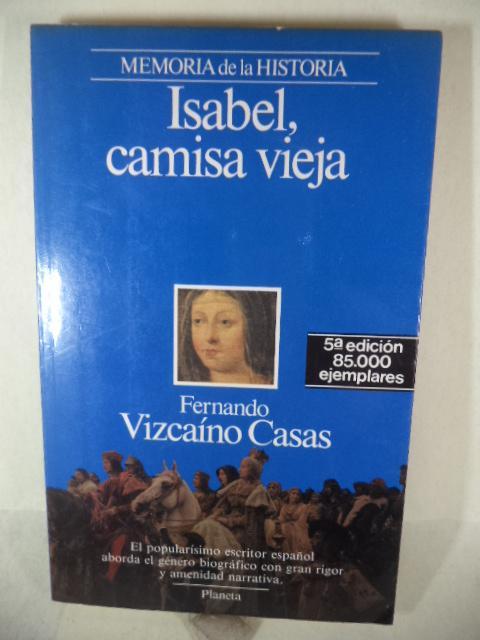 MEMORIA de la HISTORIA
Isabel,
camisa vieja
5ª edición
85.000
ejemplares
Fernando
Vizcaíno Casas
El popularísimo escritor español
aborda el género biográfico con gran rigor
y amenidad narrativa.
Planeta